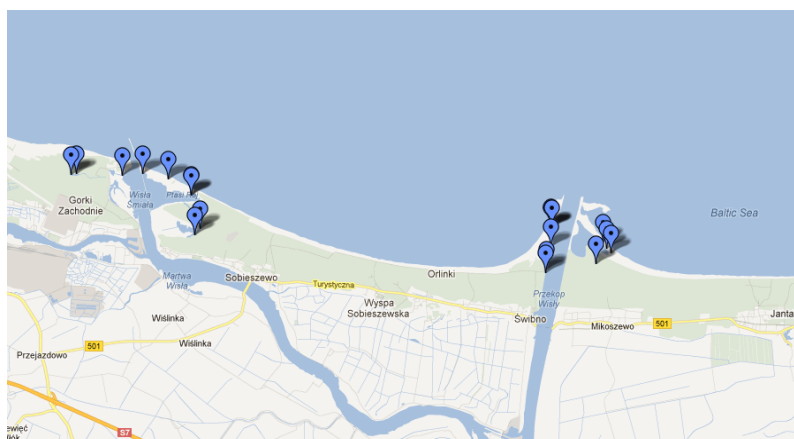 Gorki
Zachodnie
Wisła
Śmiała
Ptasi Raj
Baltic Sea
Martwa
Wisła
Sobieszewo
Turystyczna
Orlinki
Przekop
Wisły
Wyspa
Sobieszewska
Świbno
Mikoszewo
501
Janta
Wiślinka
Wiślinka
501
Przejazdowo
S7